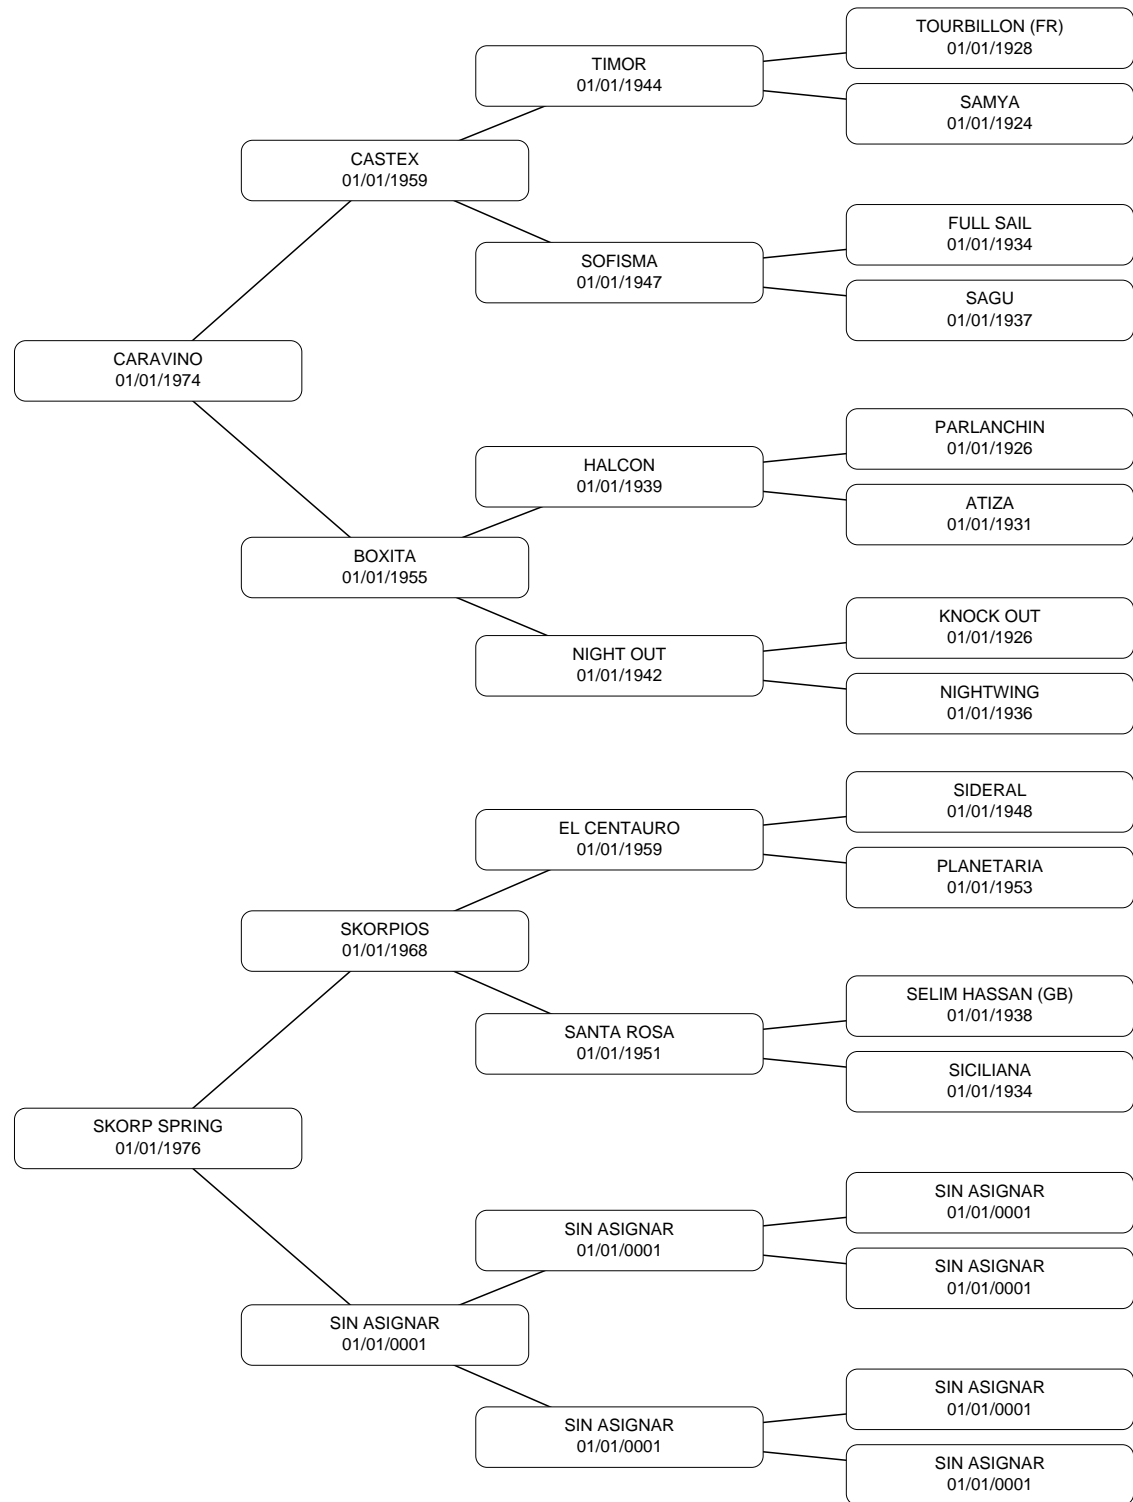 TOURBILLON (FR)
01/01/1928
TIMOR
01/01/1944
SAMYA
01/01/1924
CASTEX
01/01/1959
FULL SAIL
01/01/1934
SOFISMA
01/01/1947
SAGU
01/01/1937
CARAVINO
01/01/1974
PARLANCHIN
01/01/1926
HALCON
01/01/1939
ATIZA
01/01/1931
BOXITA
01/01/1955
KNOCK OUT
01/01/1926
NIGHT OUT
01/01/1942
NIGHTWING
01/01/1936
SIDERAL
01/01/1948
EL CENTAURO
01/01/1959
PLANETARIA
01/01/1953
SKORPIOS
01/01/1968
SELIM HASSAN (GB)
01/01/1938
SANTA ROSA
01/01/1951
SICILIANA
01/01/1934
SKORP SPRING
01/01/1976
SIN ASIGNAR
01/01/0001
SIN ASIGNAR
01/01/0001
SIN ASIGNAR
01/01/0001
SIN ASIGNAR
01/01/0001
SIN ASIGNAR
01/01/0001
SIN ASIGNAR
01/01/0001
SIN ASIGNAR
01/01/0001